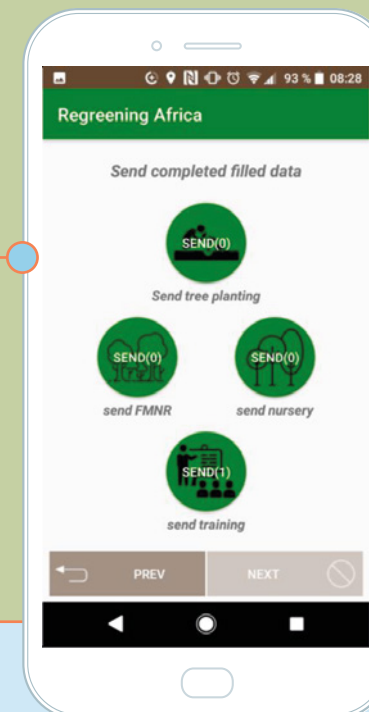 93 % 08:28
Regreening Africa
Send completed filled data
SEND(0)
Send tree planting
SEND(0) SEND(0)
send FMNR send nursery
SEND(1)
send training
PREV NEXT